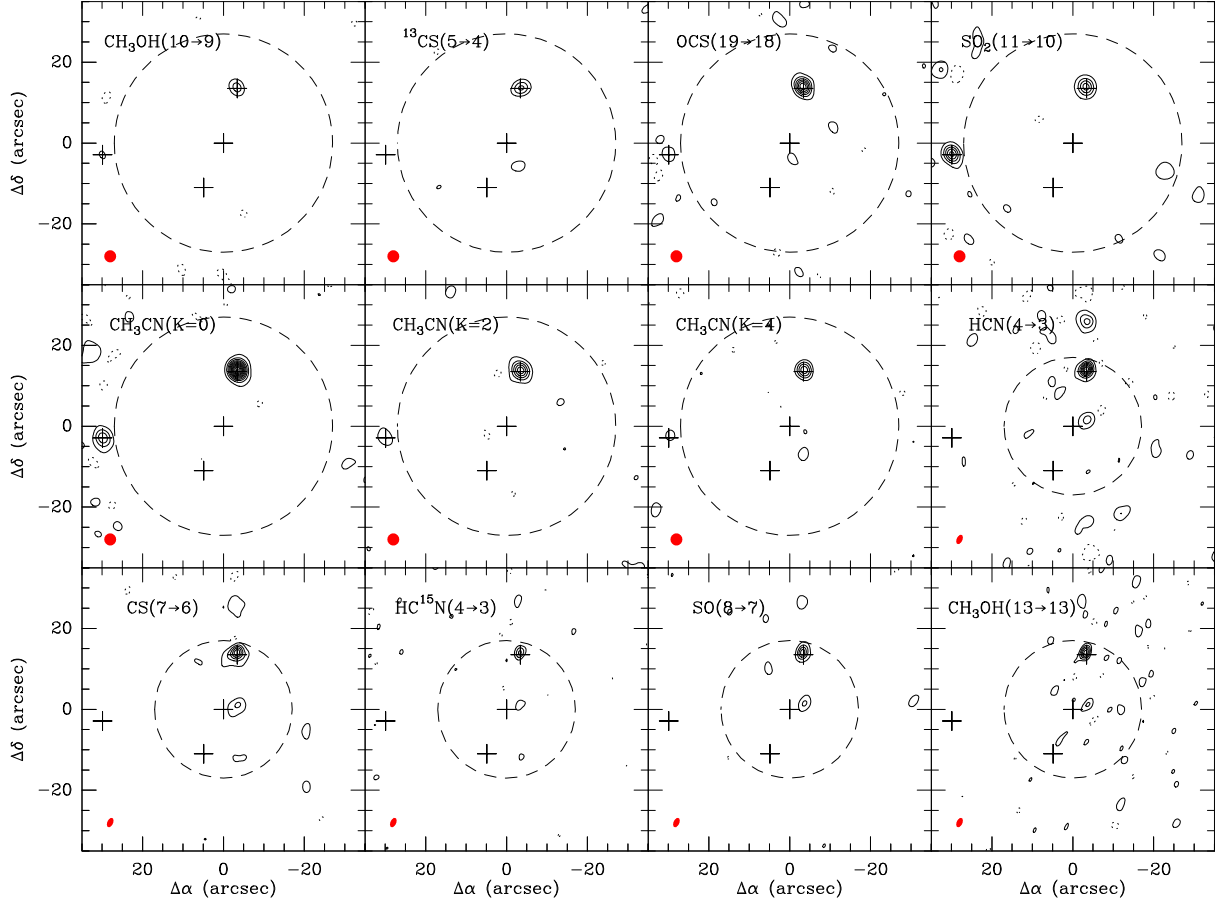 CH₃OH(10→9)
¹³CS(5→4)
OCS(19→18)
SO₂(11→10)
20
0
−20
Δδ (arcsec)
CH₃CN(K=0)
CH₃CN(K=2)
CH₃CN(K=4)
HCN(4→3)
20
0
−20
Δδ (arcsec)
CS(7→6)
HC¹⁵N(4→3)
SO(8→7)
CH₃OH(13→13)
20
0
−20
Δδ (arcsec)
20 0 −20
20 0 −20
20 0 −20
20 0 −20
Δα (arcsec)
Δα (arcsec)
Δα (arcsec)
Δα (arcsec)